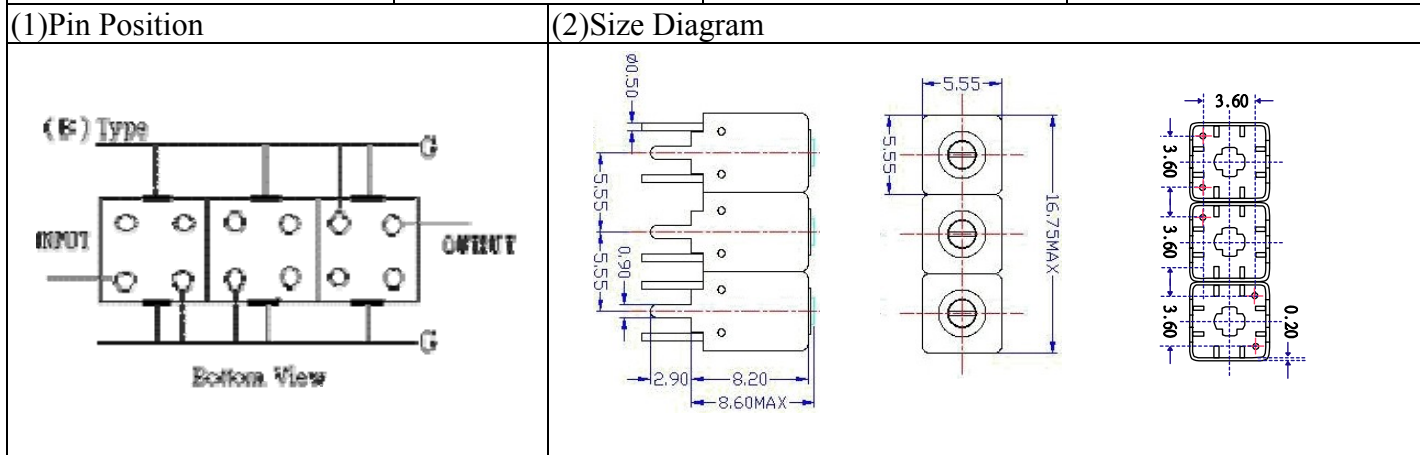 (1)Pin Position
(2)Size Diagram
(B) Type
G
INPUT
OUTPUT
G
Bottom View
Ø0.50
5.55
5.55
0.90
2.90
8.20
8.60MAX
5.55
5.55
16.75MAX
3.60
3.60
3.60
3.60
0.20